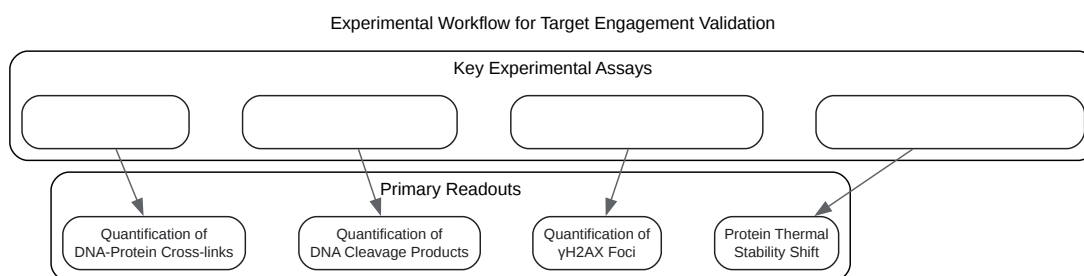 Experimental Workflow for Target Engagement Validation
Key Experimental Assays
Primary Readouts
Quantification of
DNA-Protein Cross-links
Quantification of
DNA Cleavage Products
Quantification of
γH2AX Foci
Protein Thermal
Stability Shift